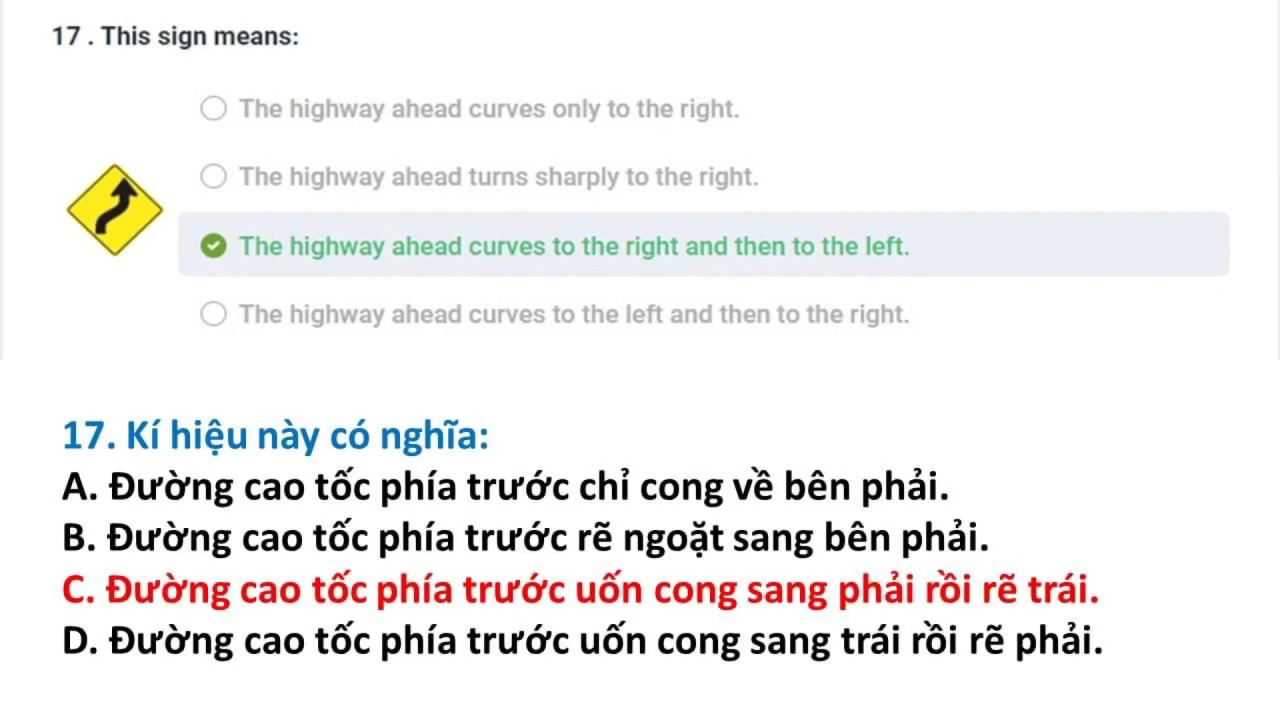 17 . This sign means:
The highway ahead curves only to the right.
The highway ahead turns sharply to the right.
The highway ahead curves to the right and then to the left.
The highway ahead curves to the left and then to the right.
17. Kí hiệu này có nghĩa:
A. Đường cao tốc phía trước chỉ cong về bên phải.
B. Đường cao tốc phía trước rẽ ngoặt sang bên phải.
C. Đường cao tốc phía trước uốn cong sang phải rồi rẽ trái.
D. Đường cao tốc phía trước uốn cong sang trái rồi rẽ phải.